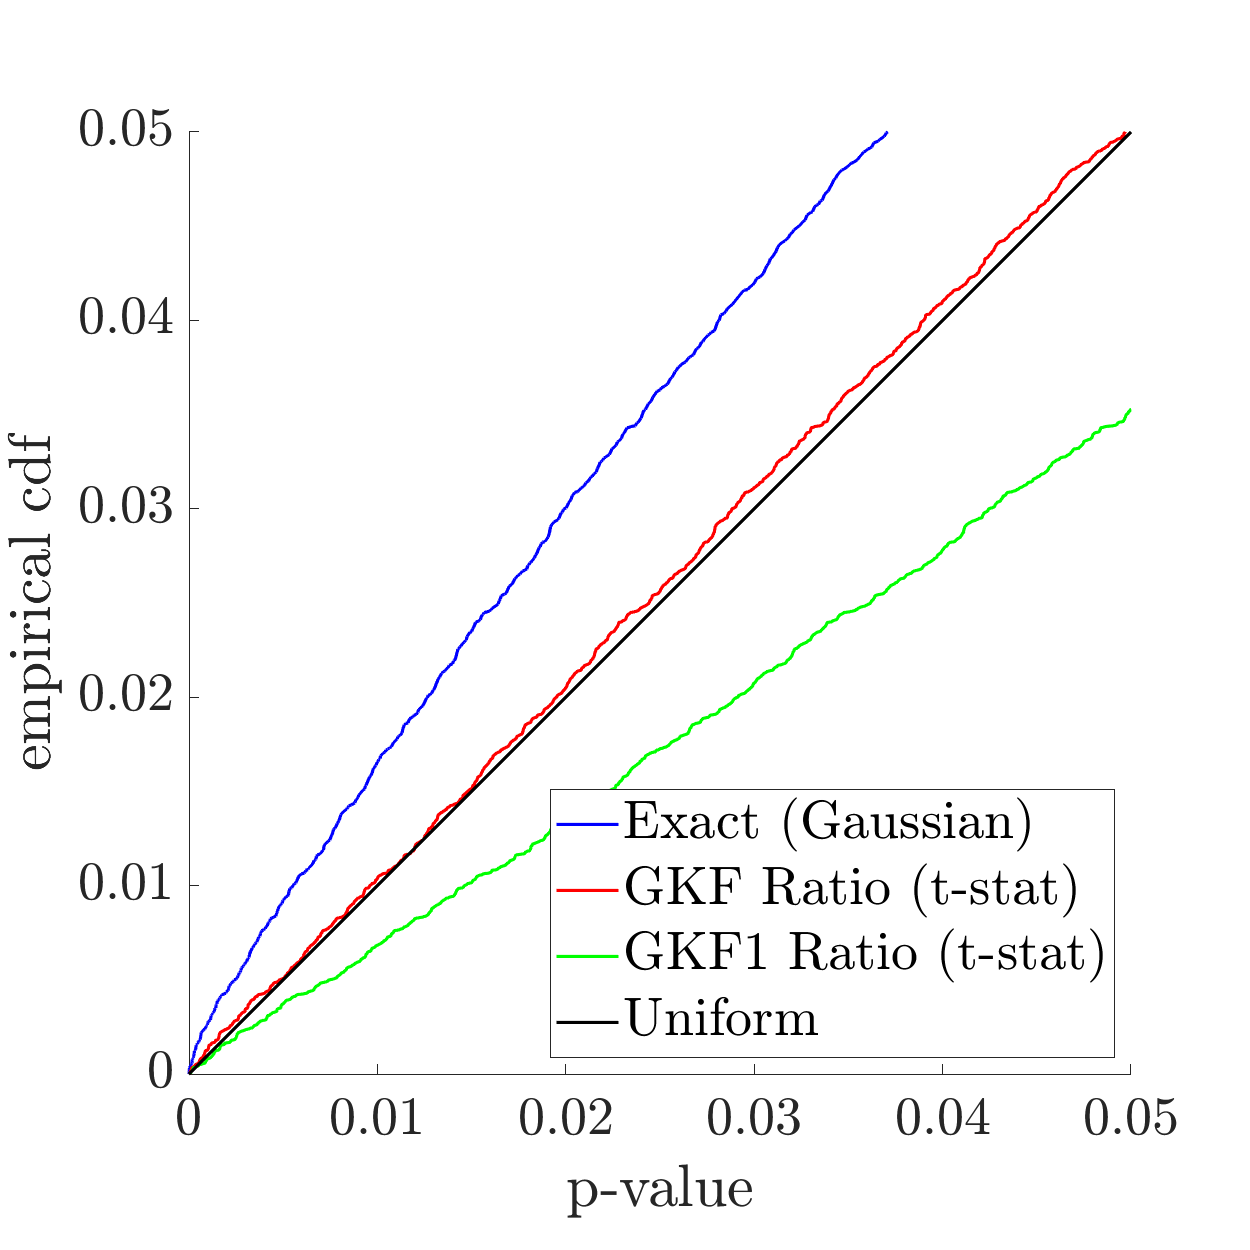 0.05
0.04
0.03
0.02
0.01
0
empirical cdf
Exact (Gaussian)
GKF Ratio (t-stat)
GKF1 Ratio (t-stat)
Uniform
0 0.01 0.02 0.03 0.04 0.05
p-value